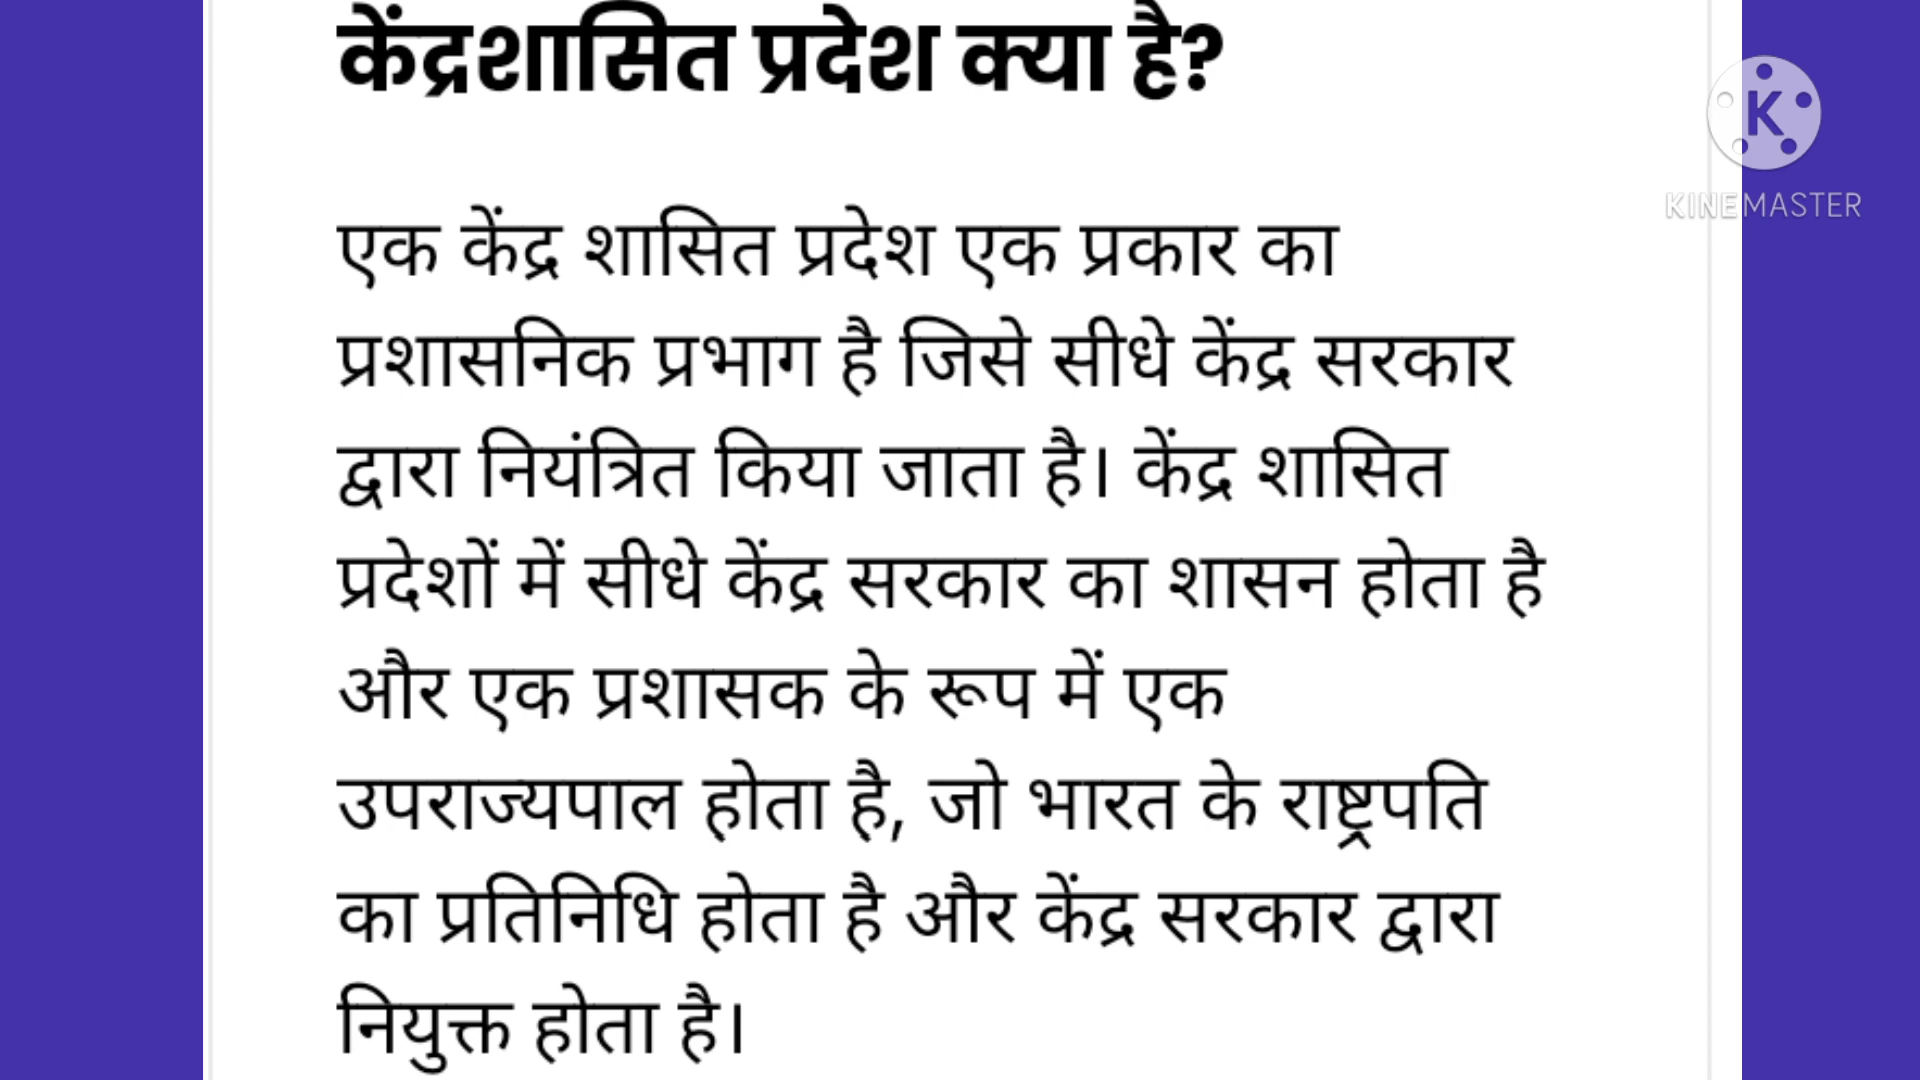 केंद्रशासित प्रदेश क्या है?
K
KINEMASTER
एक केंद्र शासित प्रदेश एक प्रकार का
प्रशासनिक प्रभाग है जिसे सीधे केंद्र सरकार
द्वारा नियंत्रित किया जाता है। केंद्र शासित
प्रदेशों में सीधे केंद्र सरकार का शासन होता है
और एक प्रशासक के रूप में एक
उपराज्यपाल होता है, जो भारत के राष्ट्रपति
का प्रतिनिधि होता है और केंद्र सरकार द्वारा
नियुक्त होता है।